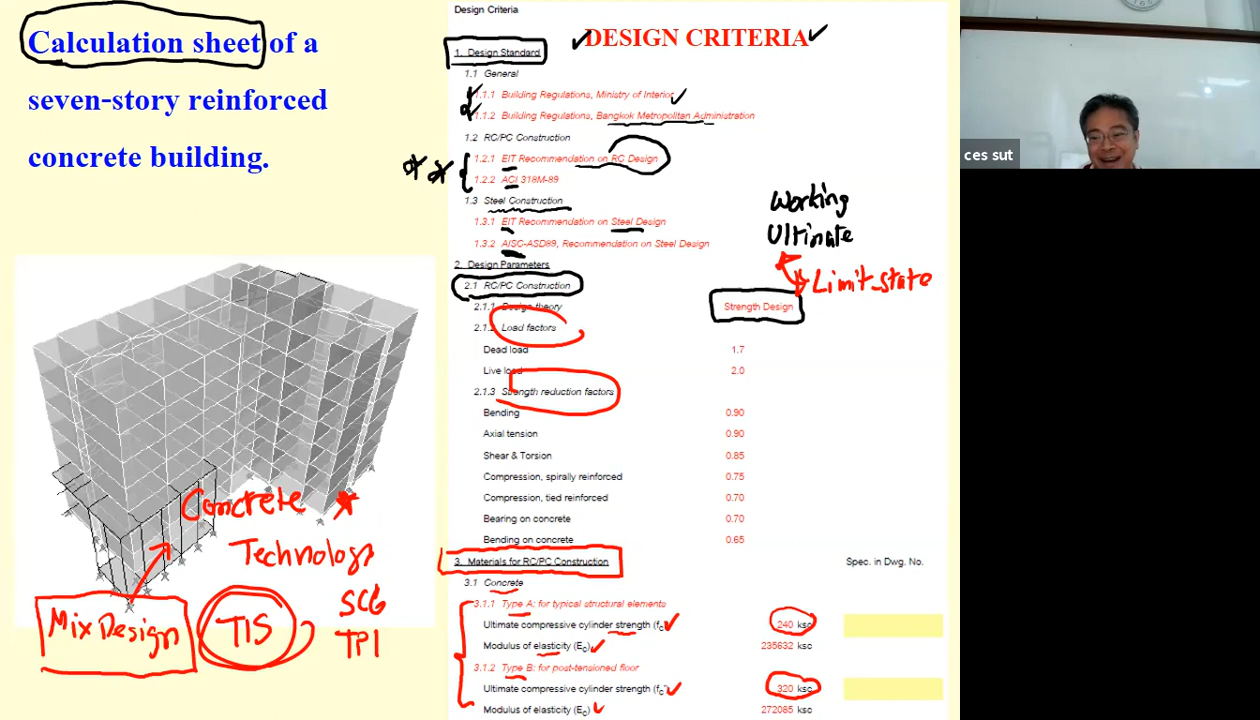 Calculation sheet of a
seven-story reinforced
concrete building.
Concrete
Technology
SCG
TPI
Mix Design
TIS
Design Criteria
DESIGN CRITERIA
1. Design Standard
1.1 General
1.1.1 Building Regulations, Ministry of Interior
1.1.2 Building Regulations, Bangkok Metropolitan Administration
1.2 RC/PC Construction
1.2.1 EIT Recommendation on RC Design
1.2.2 ACI 318M-89
1.3 Steel Construction
1.3.1 EIT Recommendation on Steel Design
1.3.2 AISC-ASD89, Recommendation on Steel Design
Working
Ultimate
Limit state
2. Design Parameters
2.1 RC/PC Construction
2.1.1 Design theory Strength Design
2.1.2 Load factors
Dead load 1.7
Live load 2.0
2.1.3 Strength reduction factors
Bending 0.90
Axial tension 0.90
Shear & Torsion 0.85
Compression, spirally reinforced 0.75
Compression, tied reinforced 0.70
Bearing on concrete 0.70
Bending on concrete 0.65
3. Materials for RC/PC Construction Spec. in Dwg. No.
3.1 Concrete
3.1.1 Type A: for typical structural elements
Ultimate compressive cylinder strength (fc 240 ksc
Modulus of elasticity (Ec) 235632 ksc
3.1.2 Type B: for post-tensioned floor
Ultimate compressive cylinder strength (fc') 320 ksc
Modulus of elasticity (Ec) 272085 ksc
ces sut